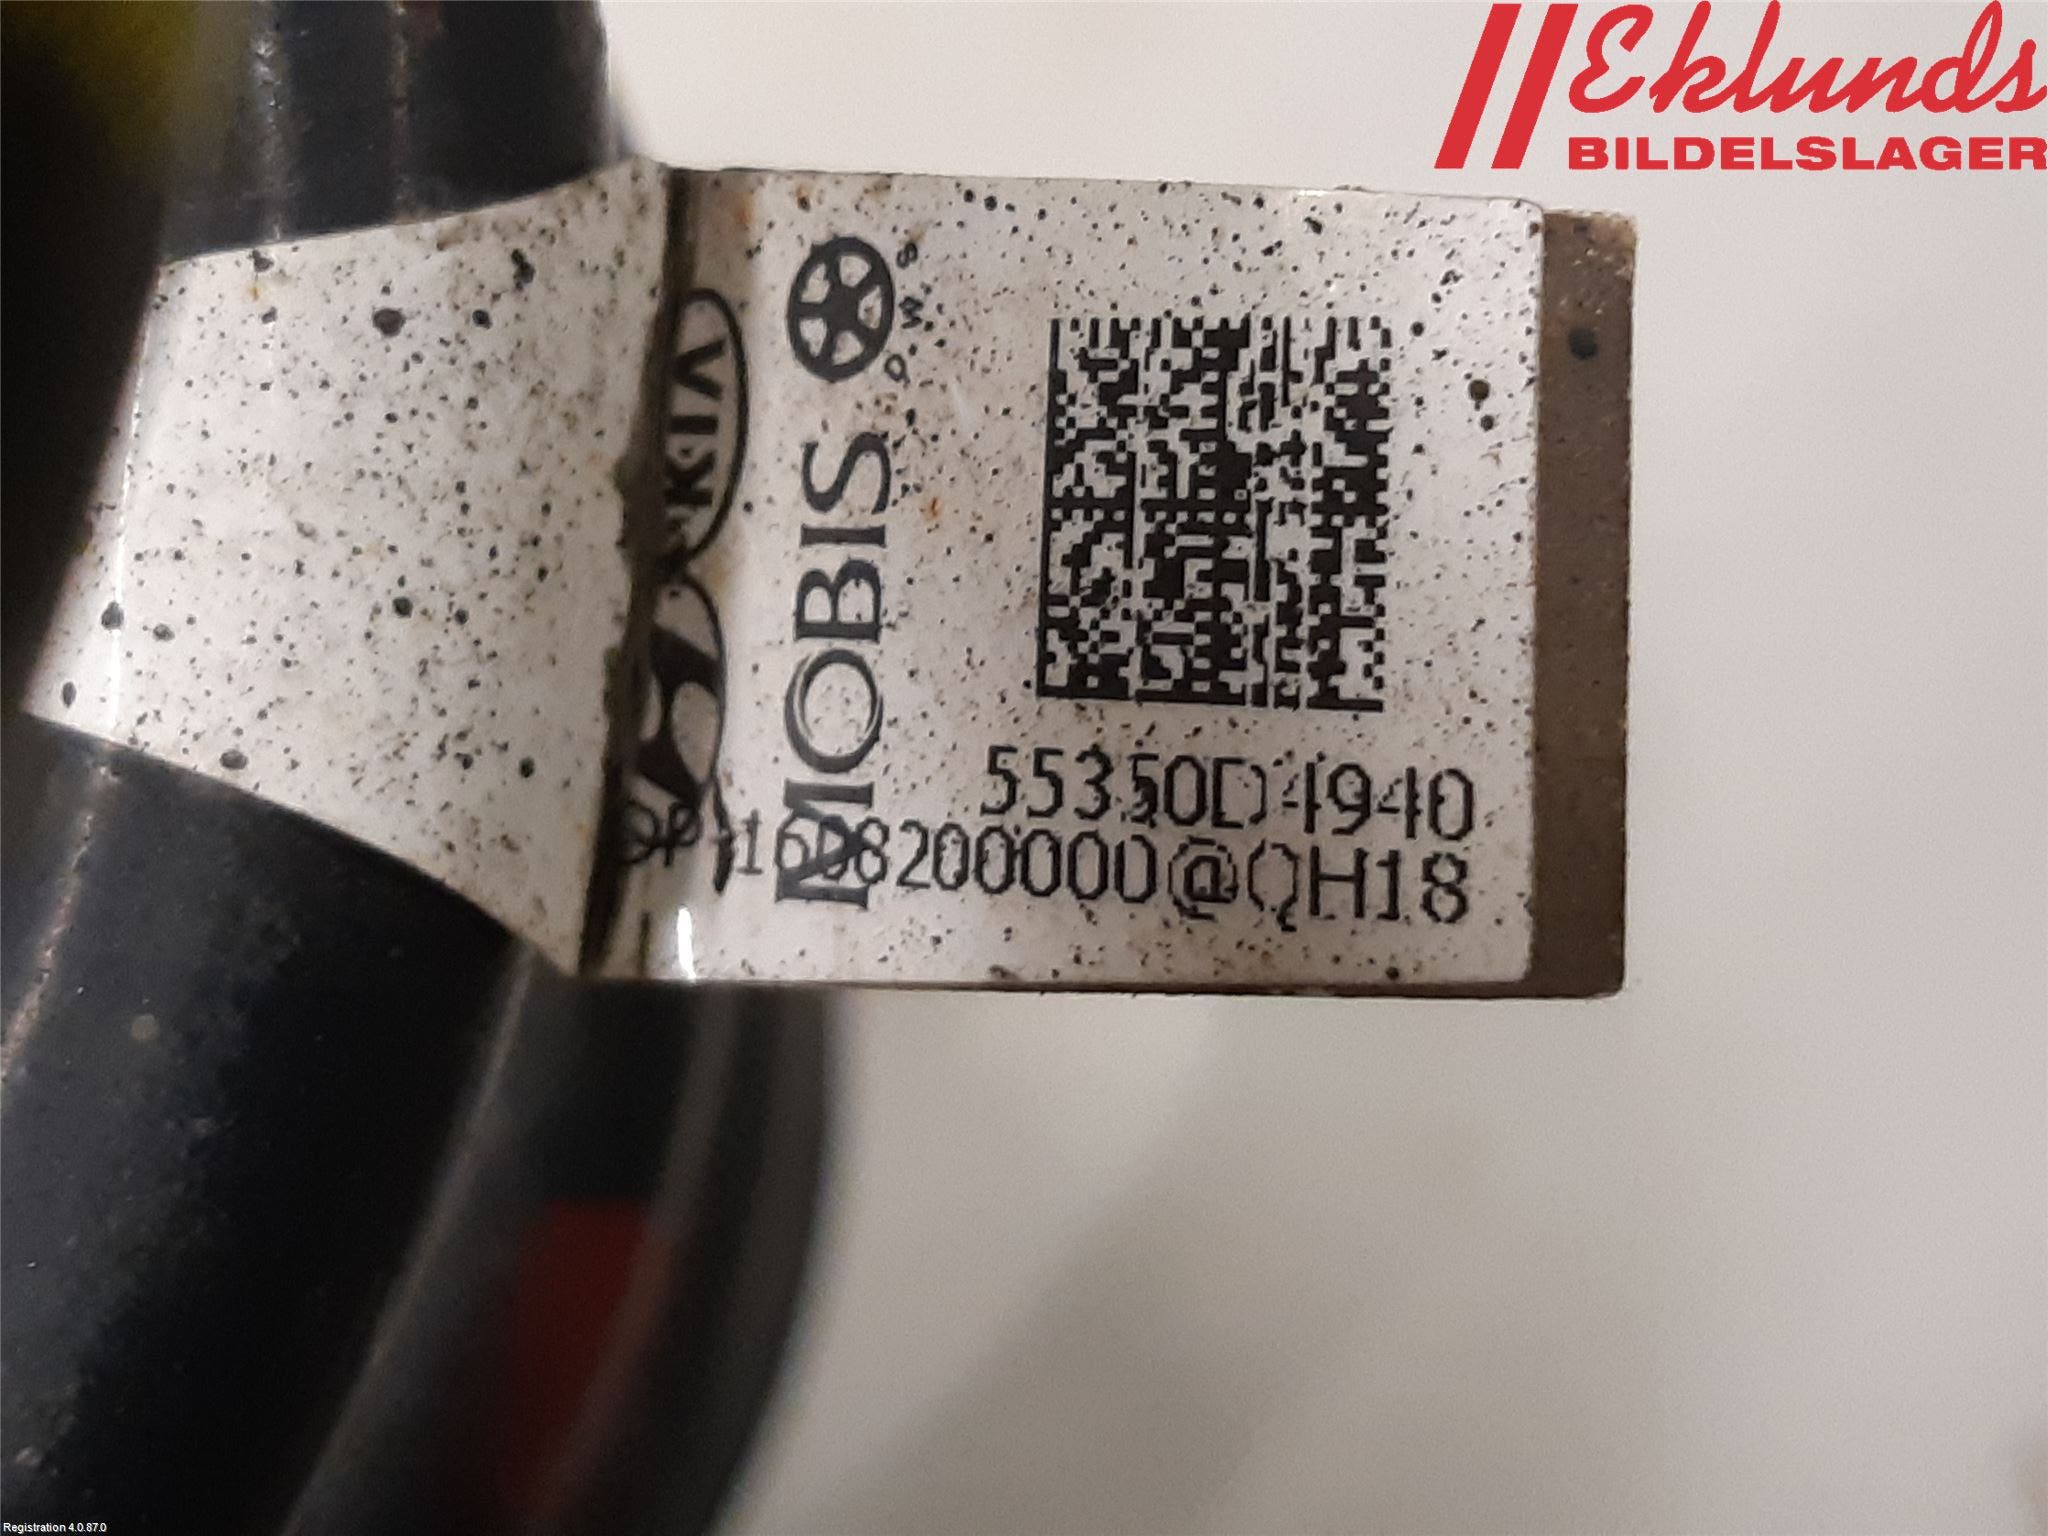 Eklunds
BILDELSLAGER
KIA
MOBIS
55350D4940
1608200000@QH18
Registration 4.0.87.0